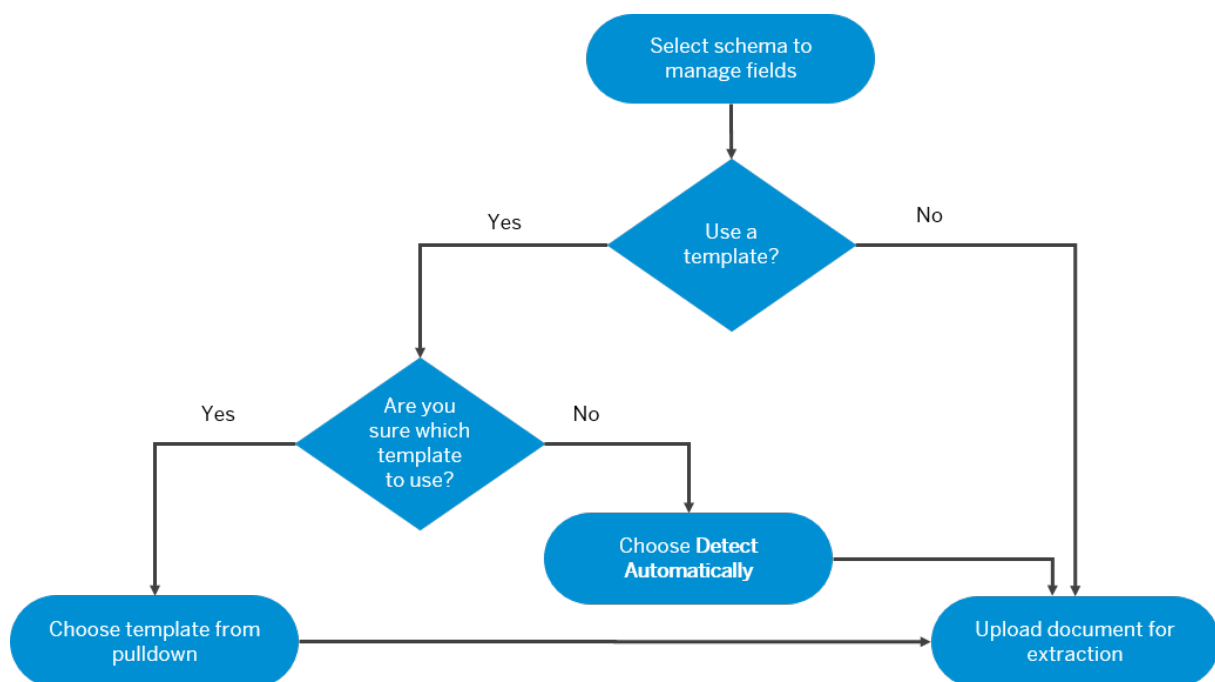 Select schema to
manage fields
Yes
No
Use a
template?
Yes
No
Are you
sure which
template
to use?
Choose Detect
Automatically
Choose template from
pulldown
Upload document for
extraction